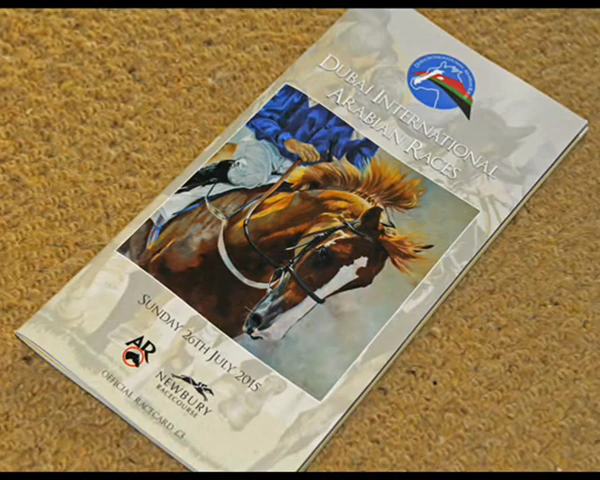 Dubai International
Arabian Races
Sunday 26th July 2015
AR
Newbury
Racecourse
Official Racecard £3